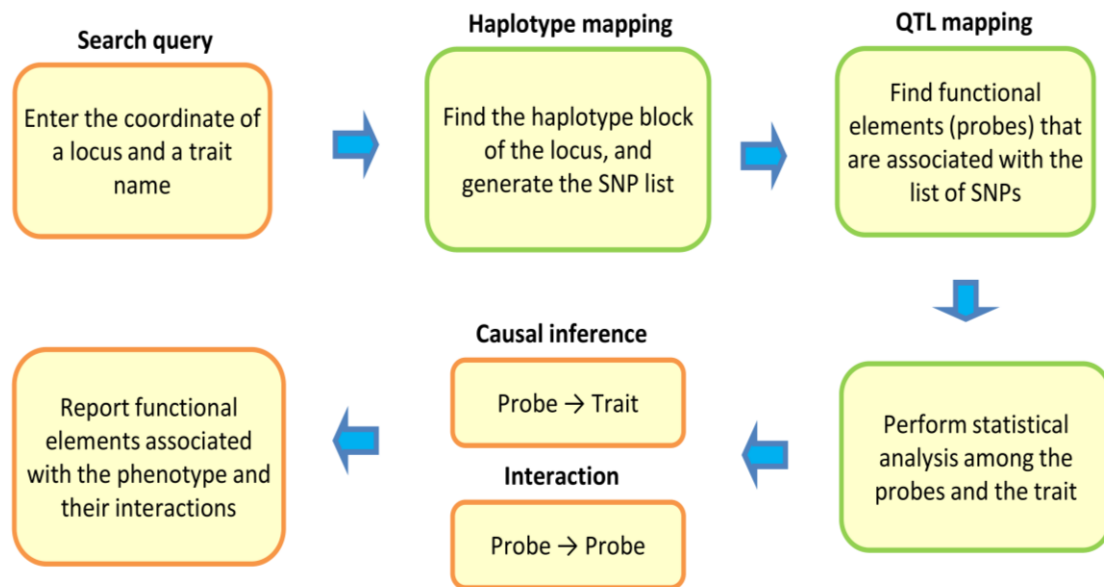 Search query
Enter the coordinate of
a locus and a trait
name
Haplotype mapping
Find the haplotype block
of the locus, and
generate the SNP list
QTL mapping
Find functional
elements (probes) that
are associated with the
list of SNPs
Perform statistical
analysis among the
probes and the trait
Causal inference
Probe → Trait
Interaction
Probe → Probe
Report functional
elements associated
with the phenotype and
their interactions